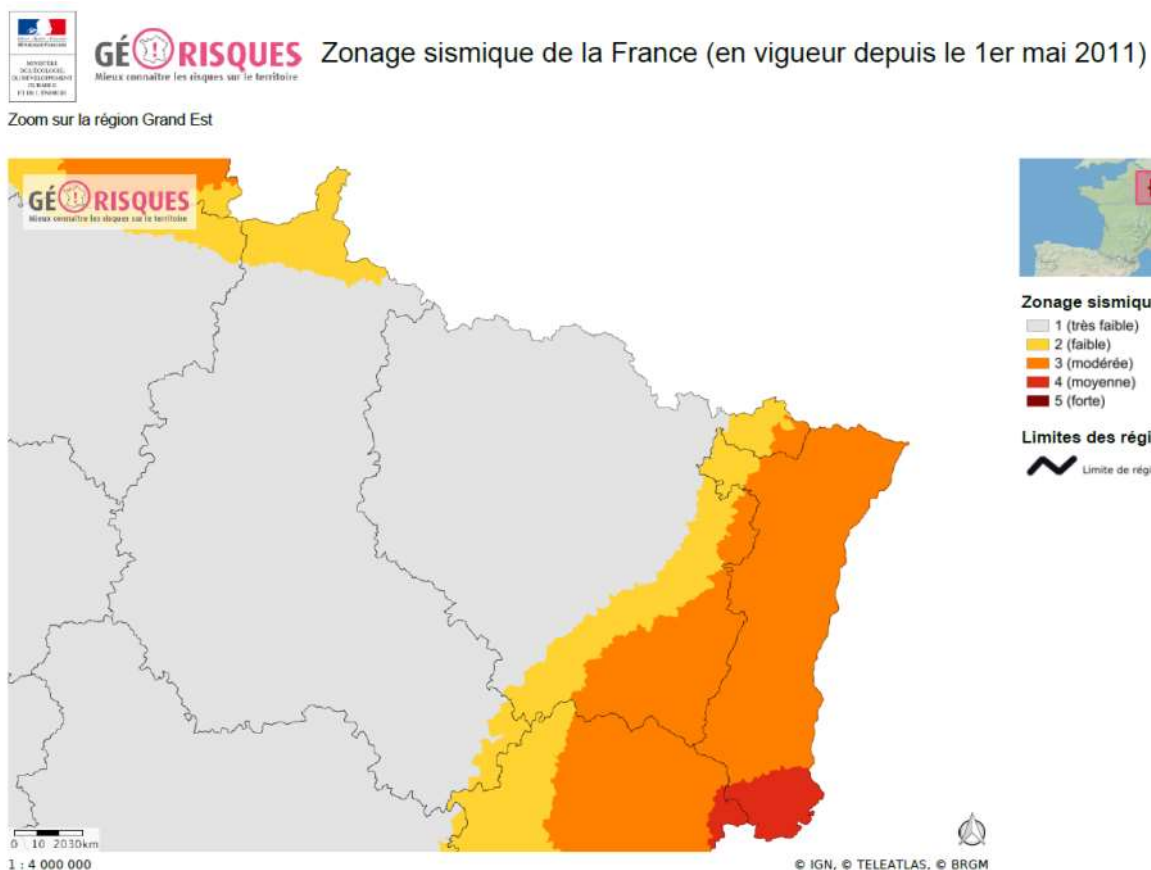 GÉORISQUES
Mieux connaître les risques sur le territoire
Zonage sismique de la France (en vigueur depuis le 1er mai 2011)
Zoom sur la région Grand Est
GÉORISQUES
Mieux connaître les risques sur le territoire
Zonage sismiqu
1 (très faible)
2 (faible)
3 (modérée)
4 (moyenne)
5 (forte)
Limites des régi
Limite de régi
0 10 2030km
1 : 4 000 000
© IGN, © TELEATLAS, © BRGM